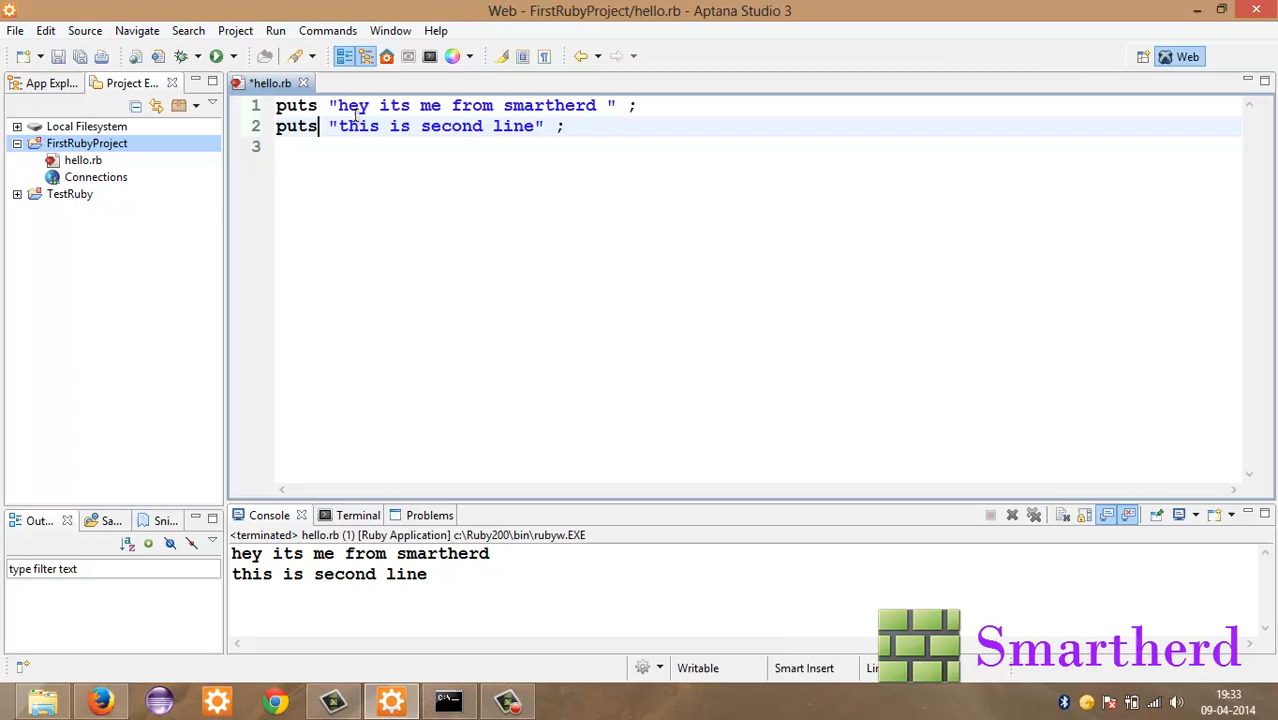 Web - FirstRubyProject/hello.rb - Aptana Studio 3
File Edit Source Navigate Search Project Run Commands Window Help
Web
App Expl... Project E...
*hello.rb
Local Filesystem
FirstRubyProject
hello.rb
Connections
TestRuby
1 puts "hey its me from smartherd " ;
2 puts "this is second line" ;
3
Out... Sa... Sni...
type filter text
Console Terminal Problems
<terminated> hello.rb (1) [Ruby Application] c:\Ruby200\bin\rubyw.EXE
hey its me from smartherd
this is second line
Smartherd
Writable Smart Insert
19:33
09-04-2014